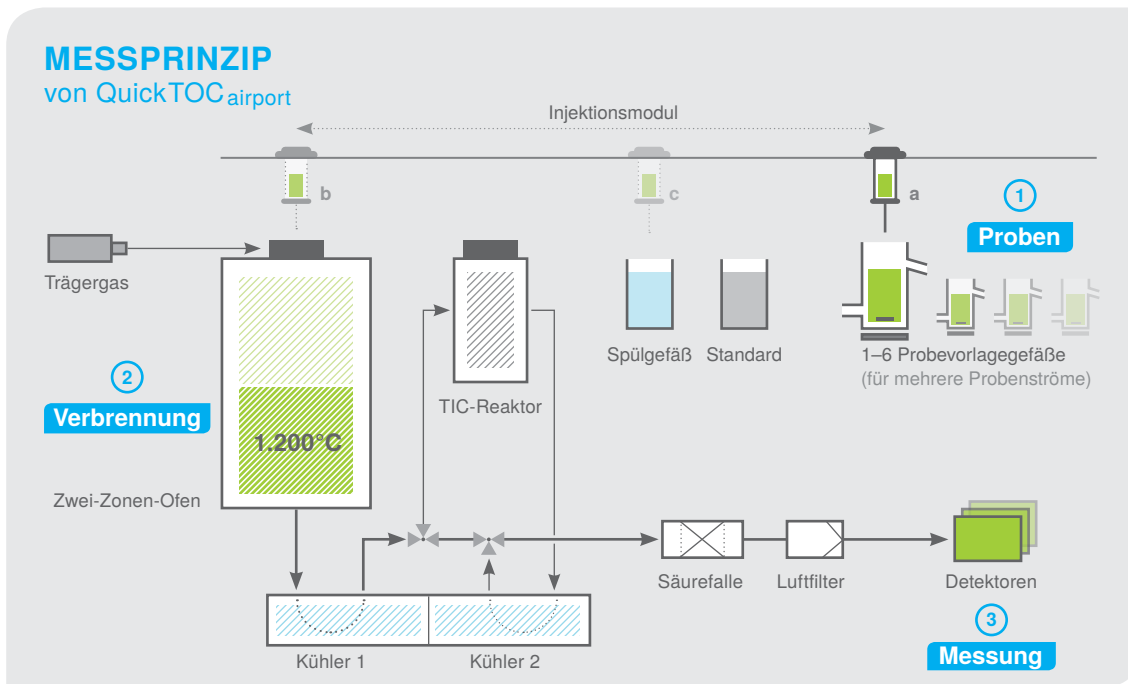 MESSPRINZIP
von QuickTOCairport
Injektionsmodul
b
c
a
1
Proben
Trägergas
Spülgefäß
Standard
1–6 Probevorlagegefäße
(für mehrere Probenströme)
2
Verbrennung
1.200°C
TIC-Reaktor
Zwei-Zonen-Ofen
Säurefalle
Luftfilter
Detektoren
3
Messung
Kühler 1
Kühler 2